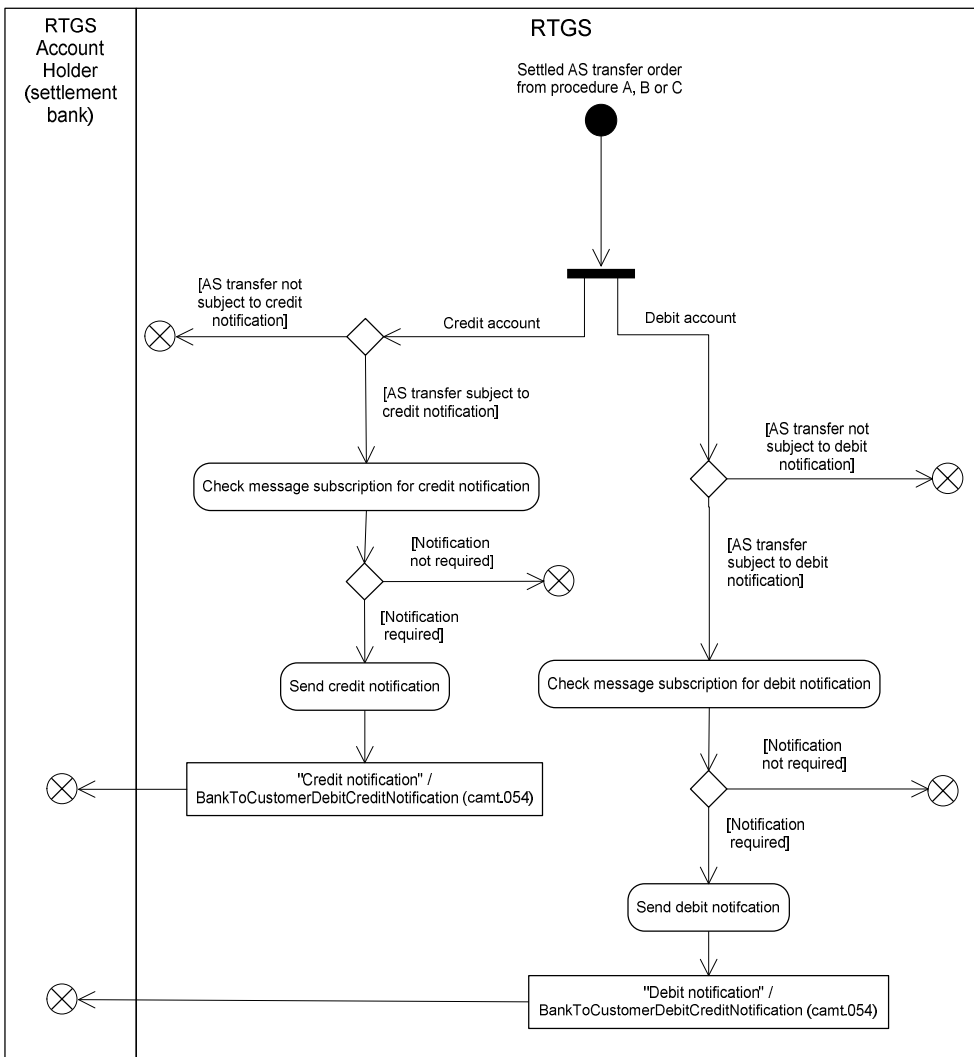 RTGS
Account
Holder
(settlement
bank)
RTGS
Settled AS transfer order
from procedure A, B or C
[AS transfer not
subject to credit
notification]
Credit account
Debit account
[AS transfer subject to
credit notification]
[AS transfer not
subject to debit
notification]
Check message subscription for credit notification
[Notification
not required]
[AS transfer
subject to debit
notification]
[Notification
required]
Send credit notification
Check message subscription for debit notification
"Credit notification" /
BankToCustomerDebitCreditNotification (camt.054)
[Notification
not required]
[Notification
required]
Send debit notifcation
"Debit notification" /
BankToCustomerDebitCreditNotification (camt.054)